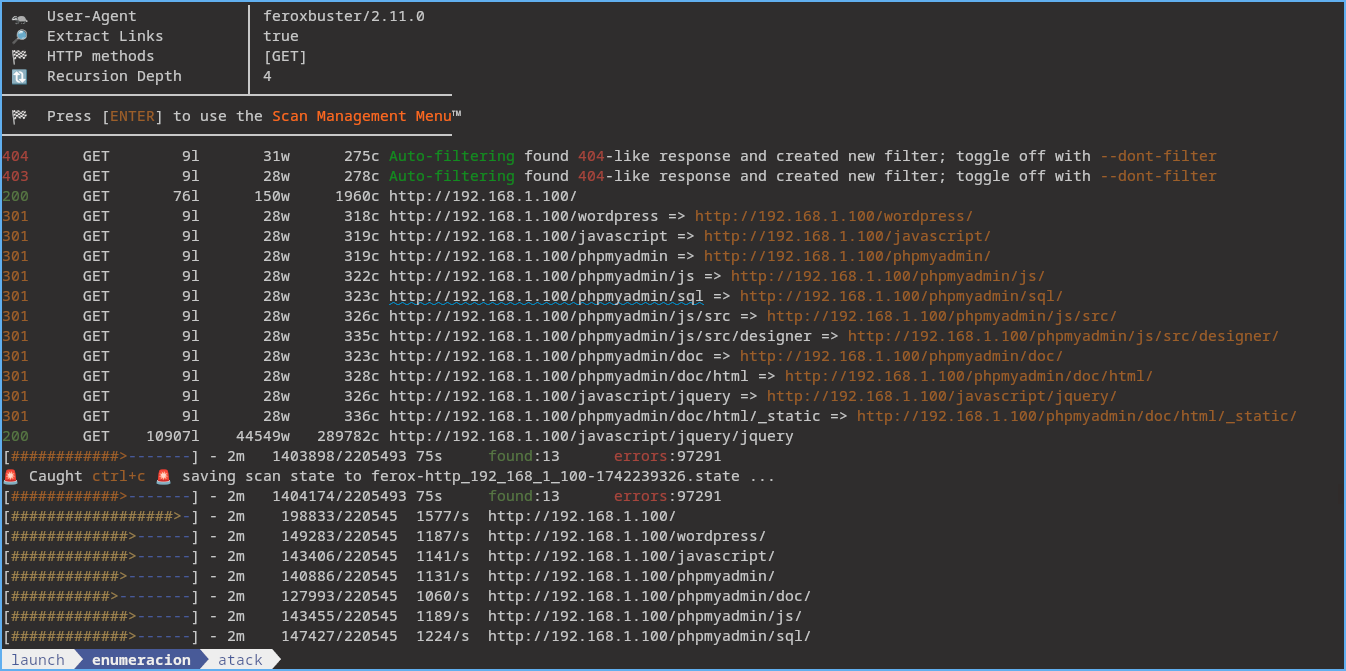 User-Agent feroxbuster/2.11.0
Extract Links true
HTTP methods [GET]
Recursion Depth 4
Press [ENTER] to use the Scan Management Menu™
404 GET 9l 31w 275c Auto-filtering found 404-like response and created new filter; toggle off with --dont-filter
403 GET 9l 28w 278c Auto-filtering found 404-like response and created new filter; toggle off with --dont-filter
200 GET 76l 150w 1960c http://192.168.1.100/
301 GET 9l 28w 318c http://192.168.1.100/wordpress => http://192.168.1.100/wordpress/
301 GET 9l 28w 319c http://192.168.1.100/javascript => http://192.168.1.100/javascript/
301 GET 9l 28w 319c http://192.168.1.100/phpmyadmin => http://192.168.1.100/phpmyadmin/
301 GET 9l 28w 322c http://192.168.1.100/phpmyadmin/js => http://192.168.1.100/phpmyadmin/js/
301 GET 9l 28w 323c http://192.168.1.100/phpmyadmin/sql => http://192.168.1.100/phpmyadmin/sql/
301 GET 9l 28w 326c http://192.168.1.100/phpmyadmin/js/src => http://192.168.1.100/phpmyadmin/js/src/
301 GET 9l 28w 335c http://192.168.1.100/phpmyadmin/js/src/designer => http://192.168.1.100/phpmyadmin/js/src/designer/
301 GET 9l 28w 323c http://192.168.1.100/phpmyadmin/doc => http://192.168.1.100/phpmyadmin/doc/
301 GET 9l 28w 328c http://192.168.1.100/phpmyadmin/doc/html => http://192.168.1.100/phpmyadmin/doc/html/
301 GET 9l 28w 326c http://192.168.1.100/javascript/jquery => http://192.168.1.100/javascript/jquery/
301 GET 9l 28w 336c http://192.168.1.100/phpmyadmin/doc/html/_static => http://192.168.1.100/phpmyadmin/doc/html/_static/
200 GET 10907l 44549w 289782c http://192.168.1.100/javascript/jquery/jquery
[############>-------] - 2m 1403898/2205493 75s found:13 errors:97291
🚨 Caught ctrl+c 🚨 saving scan state to ferox-http_192_168_1_100-1742239326.state ...
[############>-------] - 2m 1404174/2205493 75s found:13 errors:97291
[##################>-] - 2m 198833/220545 1577/s http://192.168.1.100/
[#############>------] - 2m 149283/220545 1187/s http://192.168.1.100/wordpress/
[#############>------] - 2m 143406/220545 1141/s http://192.168.1.100/javascript/
[############>-------] - 2m 140886/220545 1131/s http://192.168.1.100/phpmyadmin/
[###########>--------] - 2m 127993/220545 1060/s http://192.168.1.100/phpmyadmin/doc/
[#############>------] - 2m 143455/220545 1189/s http://192.168.1.100/phpmyadmin/js/
[#############>------] - 2m 147427/220545 1224/s http://192.168.1.100/phpmyadmin/sql/
launch enumeracion atack